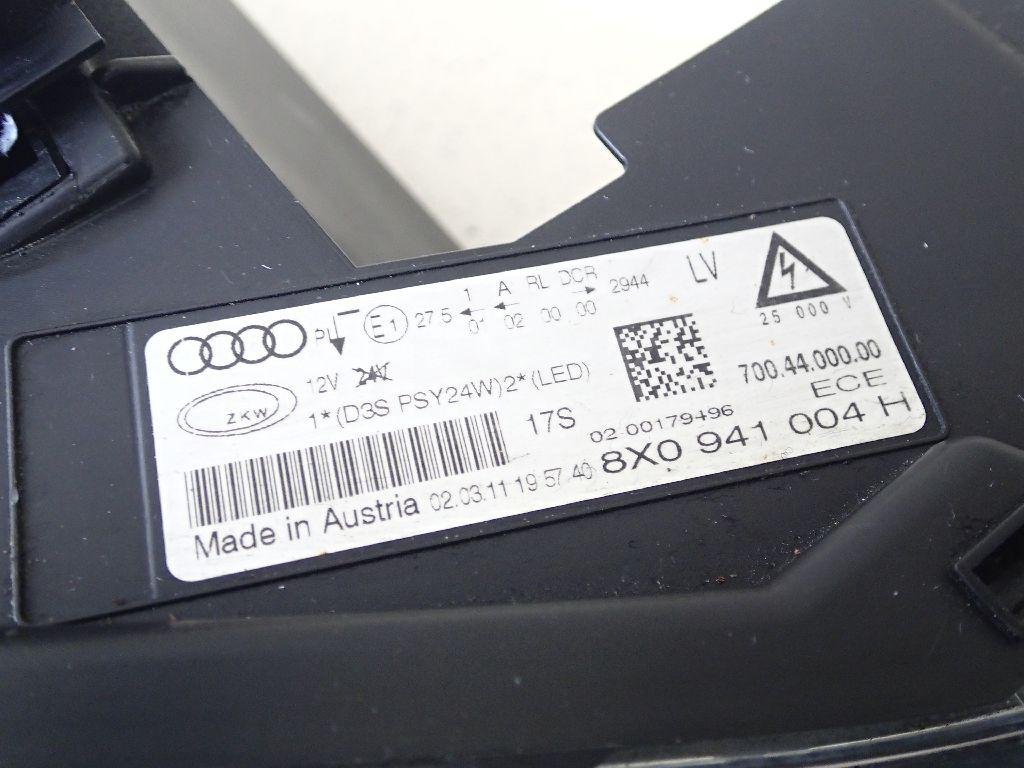 PL E1 27 5 1 A RL DCR 2944 LV
01 02 00 00
25 000 V
12V 24V
ZKW
1*(D3S PSY24W)2*(LED)
17S
02 00179496
700.44.000.00
ECE
8X0 941 004 H
Made in Austria 02.03.11 19 57 40